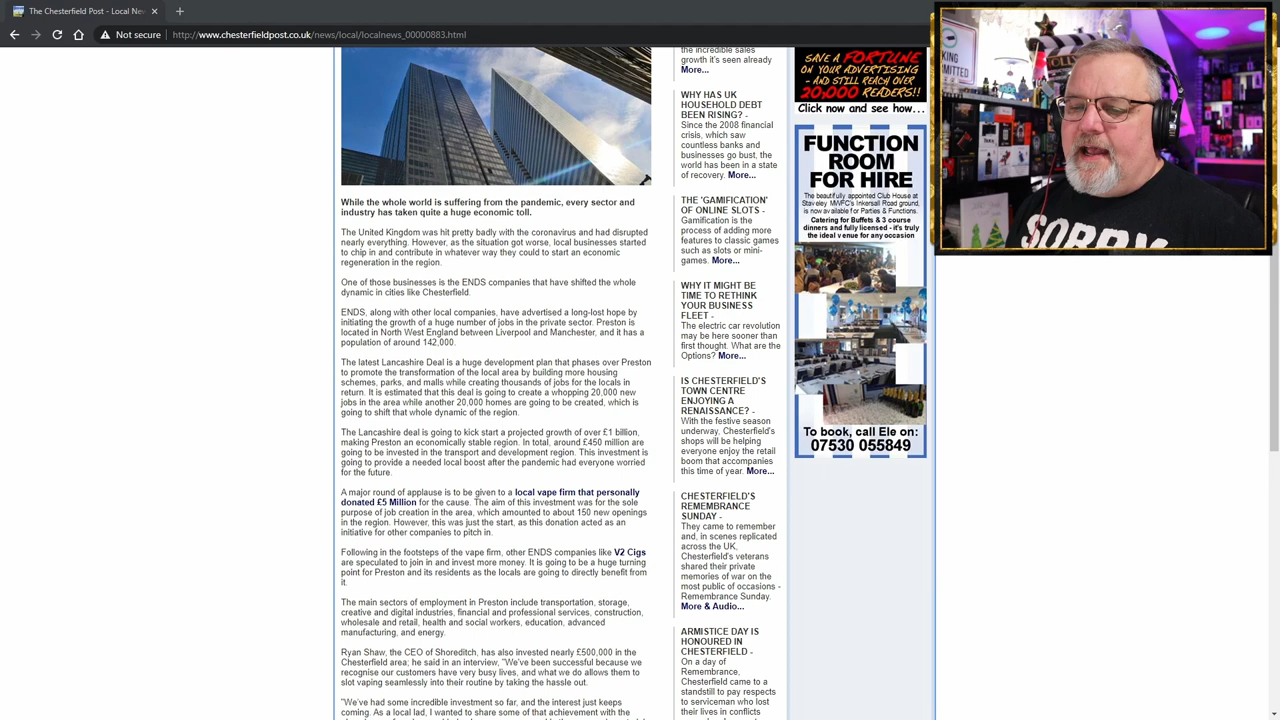 The Chesterfield Post - Local Ne
Not secure
http://www.chesterfieldpost.co.uk/news/local/localnews_00000883.html
While the whole world is suffering from the pandemic, every sector and
industry has taken quite a huge economic toll.
The United Kingdom was hit pretty badly with the coronavirus and had disrupted
nearly everything. However, as the situation got worse, local businesses started
to chip in and contribute in whatever way they could to start an economic
regeneration in the region.
One of those businesses is the ENDS companies that have shifted the whole
dynamic in cities like Chesterfield.
ENDS, along with other local companies, have advertised a long-lost hope by
initiating the growth of a huge number of jobs in the private sector. Preston is
located in North West England between Liverpool and Manchester, and it has a
population of around 142,000.
The latest Lancashire Deal is a huge development plan that phases over Preston
to promote the transformation of the local area by building more housing
schemes, parks, and malls while creating thousands of jobs for the locals in
return. It is estimated that this deal is going to create a whopping 20,000 new
jobs in the area while another 20,000 homes are going to be created, which is
going to shift that whole dynamic of the region.
The Lancashire deal is going to kick start a projected growth of over £1 billion,
making Preston an economically stable region. In total, around £450 million are
going to be invested in the transport and development region. This investment is
going to provide a needed local boost after the pandemic had everyone worried
for the future.
A major round of applause is to be given to a local vape firm that personally
donated £5 Million for the cause. The aim of this investment was for the sole
purpose of job creation in the area, which amounted to about 150 new openings
in the region. However, this was just the start, as this donation acted as an
initiative for other companies to pitch in.
Following in the footsteps of the vape firm, other ENDS companies like V2 Cigs
are speculated to join in and invest more money. It is going to be a huge turning
point for Preston and its residents as the locals are going to directly benefit from
it.
The main sectors of employment in Preston include transportation, storage,
creative and digital industries, financial and professional services, construction,
wholesale and retail, health and social workers, education, advanced
manufacturing, and energy.
Ryan Shaw, the CEO of Shoreditch, has also invested nearly £500,000 in the
Chesterfield area; he said in an interview, "We've been successful because we
recognise our customers have very busy lives, and what we do allows them to
slot vaping seamlessly into their routine by taking the hassle out.
"We've had some incredible investment so far, and the interest just keeps
coming. As a local lad, I wanted to share some of that achievement with the
the incredible sales
growth it's seen already
More...
WHY HAS UK
HOUSEHOLD DEBT
BEEN RISING? -
Since the 2008 financial
crisis, which saw
countless banks and
businesses go bust, the
world has been in a state
of recovery. More...
THE 'GAMIFICATION'
OF ONLINE SLOTS -
Gamification is the
process of adding more
features to classic games
such as slots or mini-
games. More...
WHY IT MIGHT BE
TIME TO RETHINK
YOUR BUSINESS
FLEET -
The electric car revolution
may be here sooner than
first thought. What are the
Options? More...
IS CHESTERFIELD'S
TOWN CENTRE
ENJOYING A
RENAISSANCE? -
With the festive season
underway, Chesterfield's
shops will be helping
everyone enjoy the retail
boom that accompanies
this time of year. More...
CHESTERFIELD'S
REMEMBRANCE
SUNDAY -
They came to remember
and, in scenes replicated
across the UK,
Chesterfield's veterans
shared their private
memories of war on the
most public of occasions -
Remembrance Sunday.
More & Audio...
ARMISTICE DAY IS
HONOURED IN
CHESTERFIELD -
On a day of
Remembrance,
Chesterfield came to a
standstill to pay respects
to serviceman who lost
their lives in conflicts
SAVE A FORTUNE
ON YOUR ADVERTISING
- AND STILL REACH OVER
20,000 READERS!!
Click now and see how...
FUNCTION
ROOM
FOR HIRE
The beautifully appointed Club House at
Staveley MWFC's Inkersall Road ground,
is now available for Parties & Functions.
Catering for Buffets & 3 course
dinners and fully licensed - it's truly
the ideal venue for any occasion
To book, call Ele on:
07530 055849
SORRY